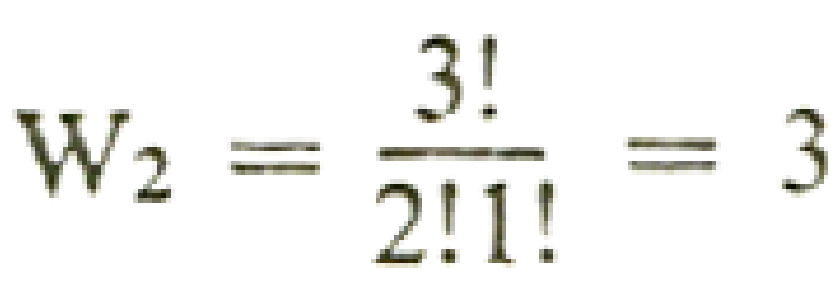 W₂ = 3! / 2!1! = 3